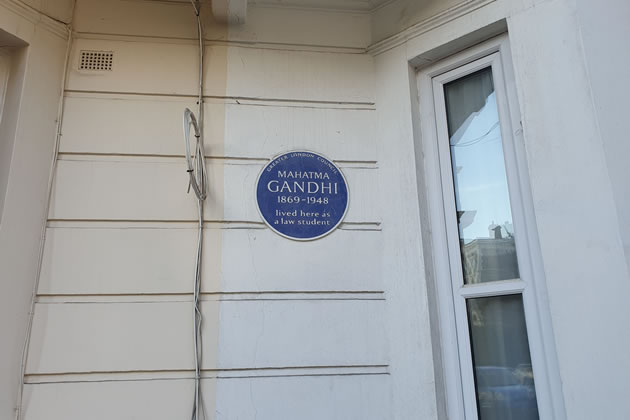 GREATER LONDON COUNCIL
MAHATMA
GANDHI
1869-1948
lived here as
a law student